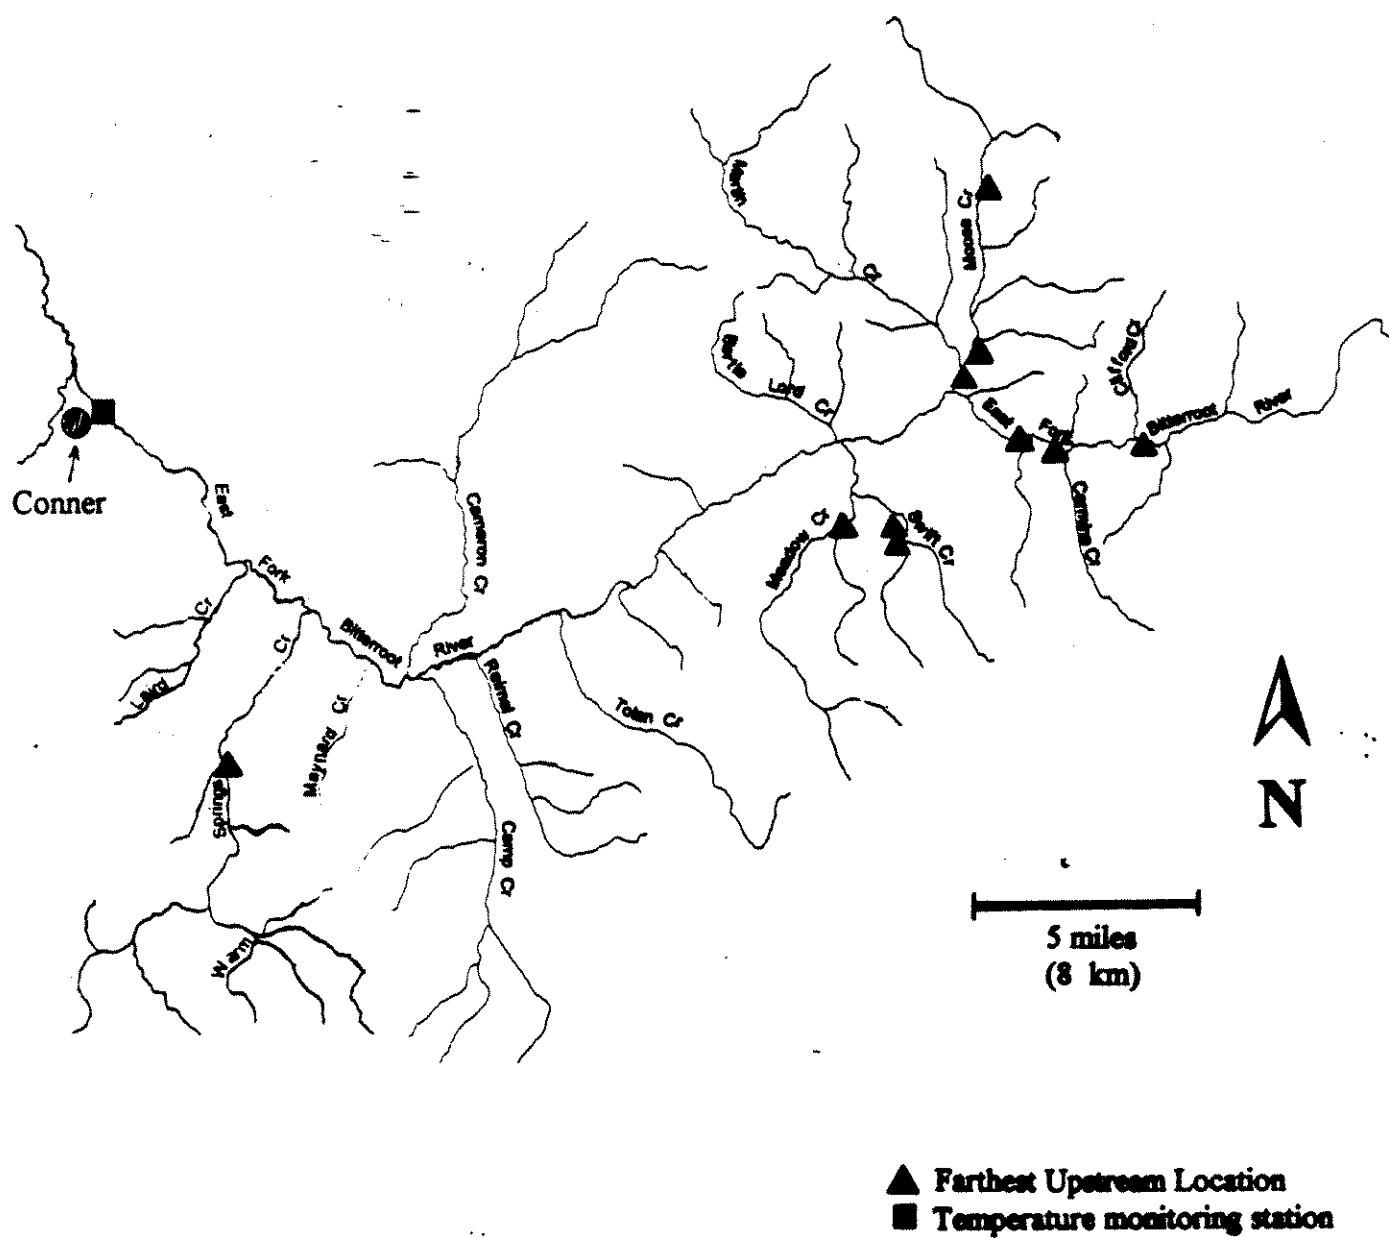 Moose Cr
Martin
Cr
Clifford Cr
Bertie
Lord Cr
East
Fork
Bitterroot
River
Conner
East
Fork
Cameron Cr
Meadow Cr
Swift Cr
Carmine Cr
Cr
Laird
Cr
Bitterroot
River
Reimel Cr
Tolan Cr
Maynard Cr
Springs
Camp Cr
Warm
N
5 miles
(8 km)
Farthest Upstream Location
Temperature monitoring station